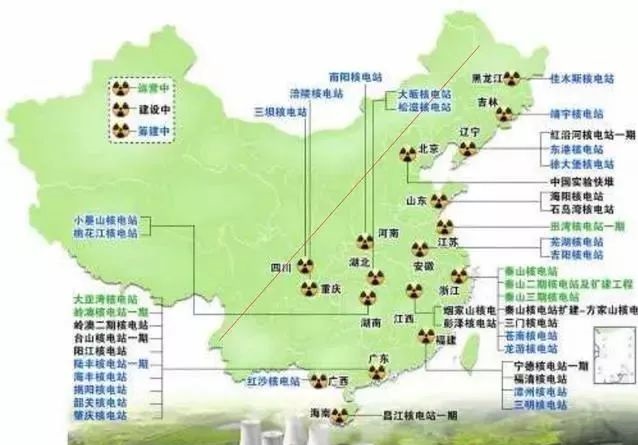 运营中
建设中
筹建中
南阳核电站
涪陵核电站
三坝核电站
大畈核电站
松滋核电站
黑龙江
佳木斯核电站
吉林
靖宇核电站
辽宁
红沿河核电站一期
东港核电站
徐大堡核电站
北京
中国实验快堆
山东
海阳核电站
石岛湾核电站
田湾核电站一期
江苏
芜湖核电站
吉阳核电站
小墨山核电站
桃花江核电站
河南
四川
湖北
安徽
重庆
浙江
秦山核电站
秦山二期核电站及扩建工程
秦山三期核电站
秦山核电站扩建-方家山核电
三门核电站
苍南核电站
龙游核电站
湖南
江西
烟家山核电
彭泽核电站
福建
宁德核电站一期
福清核电站
漳州核电站
三明核电站
大亚湾核电站
岭澳核电站一期
岭澳二期核电站
台山核电站一期
阳江核电站
陆丰核电站一期
海丰核电站
揭阳核电站
韶关核电站
肇庆核电站
广东
红沙核电站
广西
海南
昌江核电站一期